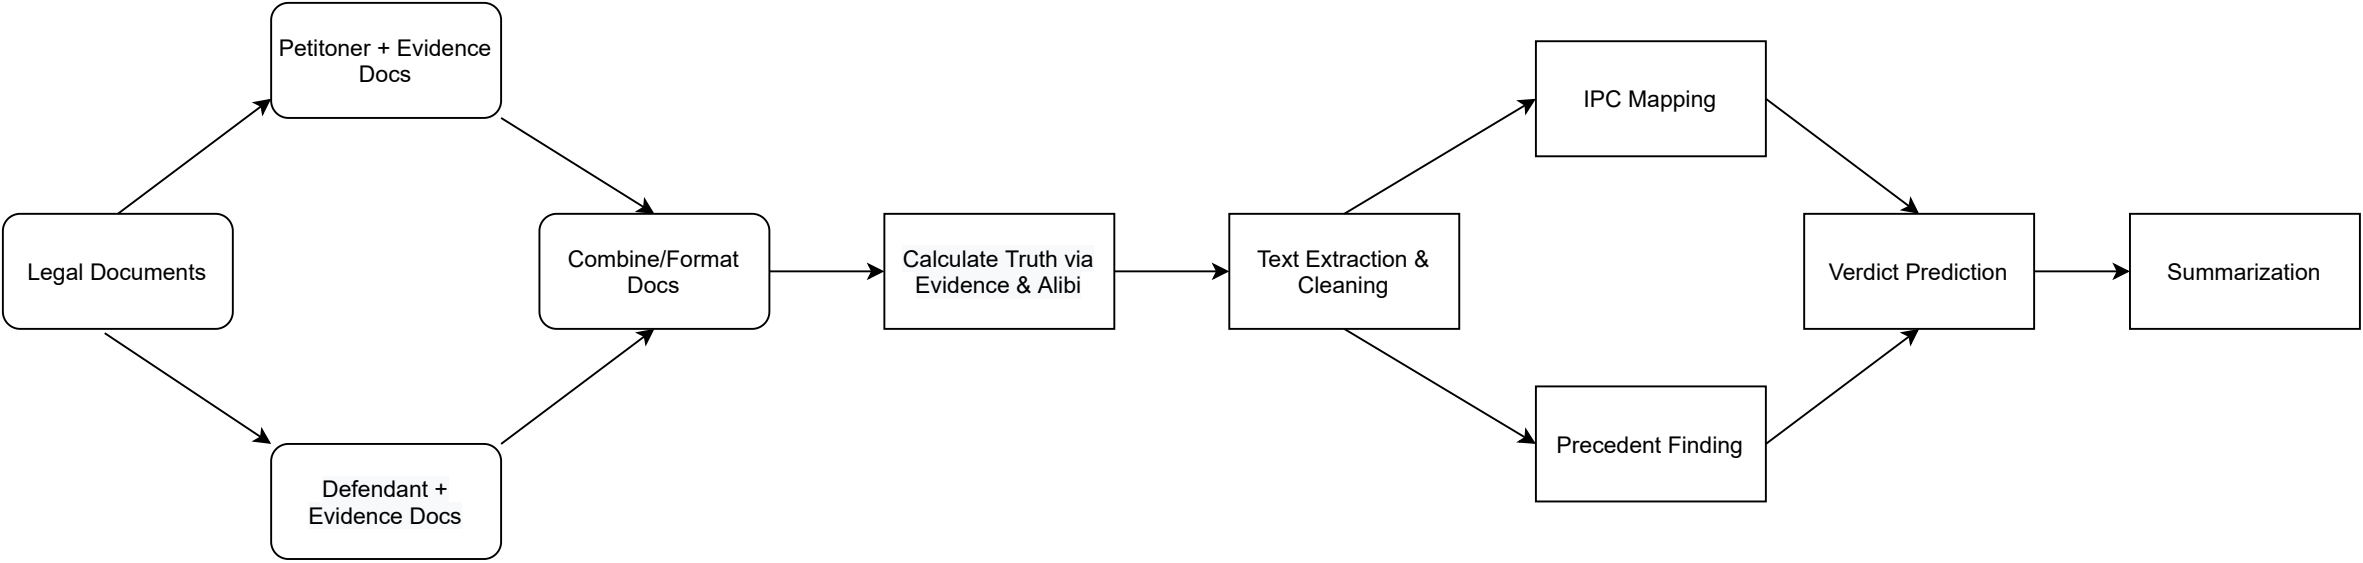 Petitoner + Evidence
Docs
Legal Documents
Defendant +
Evidence Docs
Combine/Format
Docs
Calculate Truth via
Evidence & Alibi
Text Extraction &
Cleaning
IPC Mapping
Precedent Finding
Verdict Prediction
Summarization